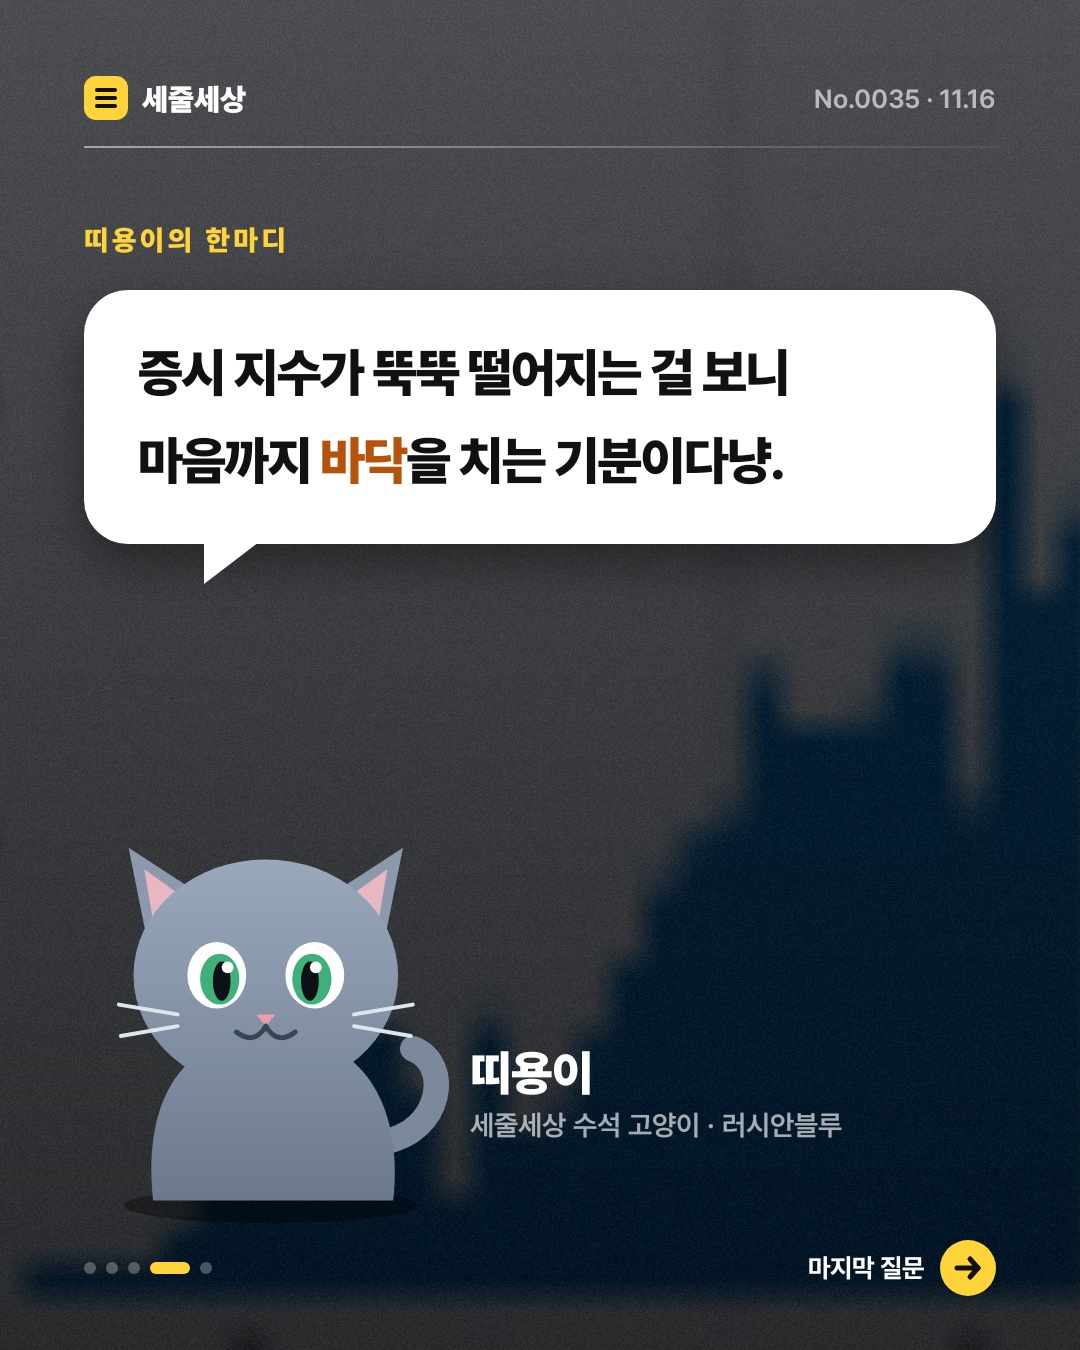 세줄세상
No.0035 · 11.16
띠용이의 한마디
증시 지수가 뚝뚝 떨어지는 걸 보니
마음까지 바닥을 치는 기분이다냥.
띠용이
세줄세상 수석 고양이 · 러시안블루
마지막 질문